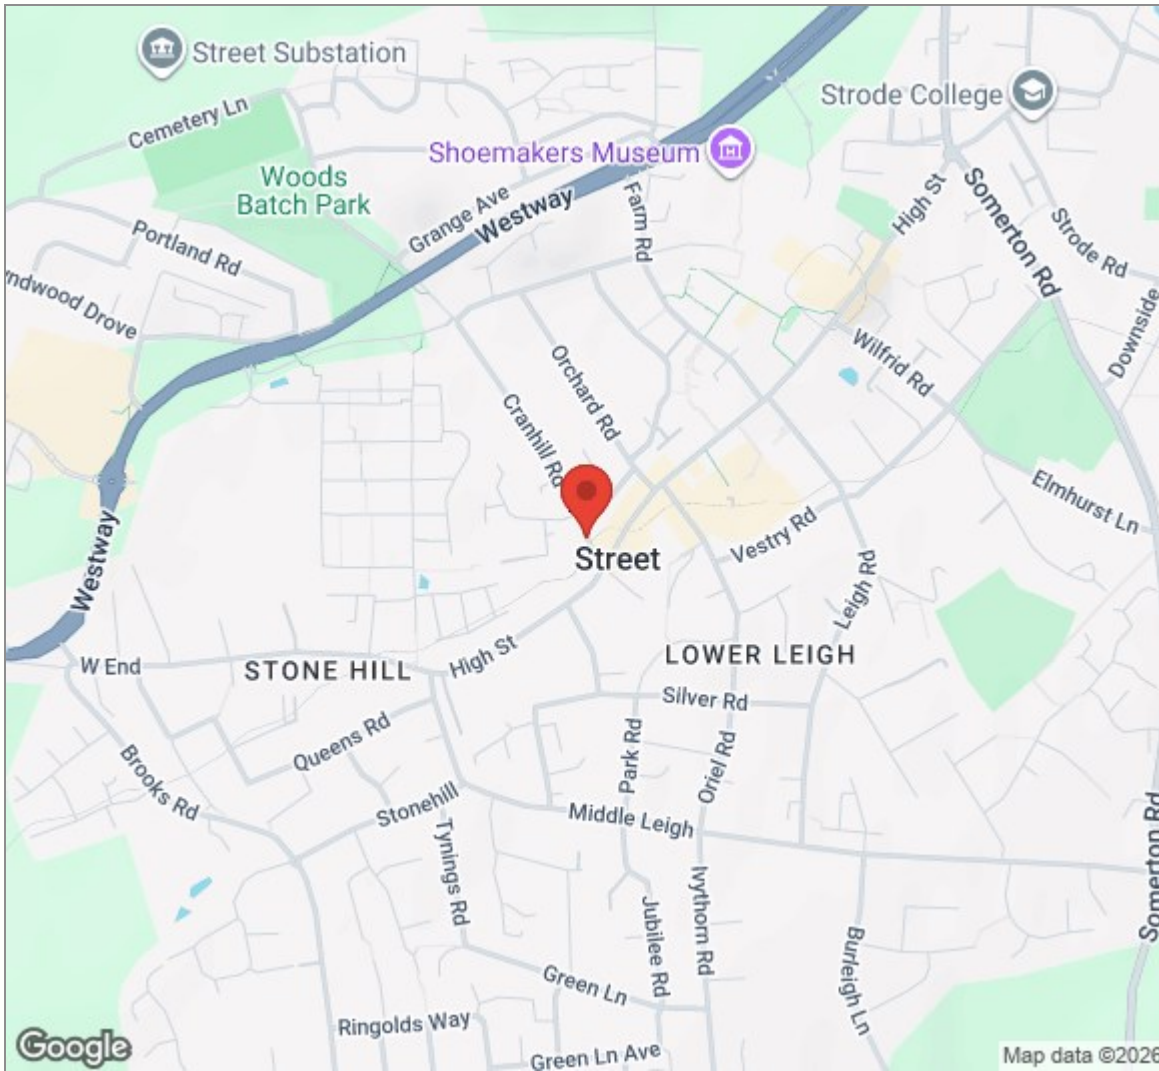 Street Substation
Strode College
Cemetery Ln
Shoemakers Museum
Woods
Batch Park
Grange Ave
Westway
Farm Rd
High St
Somerton Rd
Strode Rd
Portland Rd
ndwood Drove
Downside
Wilfrid Rd
Orchard Rd
Cranhill Rd
Elmhurst Ln
Westway
Vestry Rd
Street
Leigh Rd
W End
STONE HILL
High St
LOWER LEIGH
Silver Rd
Queens Rd
Park Rd
Oriel Rd
Brooks Rd
Stonehill
Middle Leigh
Tynings Rd
Somerton Rd
Ivythorn Rd
Jubilee Rd
Burleigh Ln
Green Ln
Ringolds Way
Green Ln Ave
Google
Map data ©2026